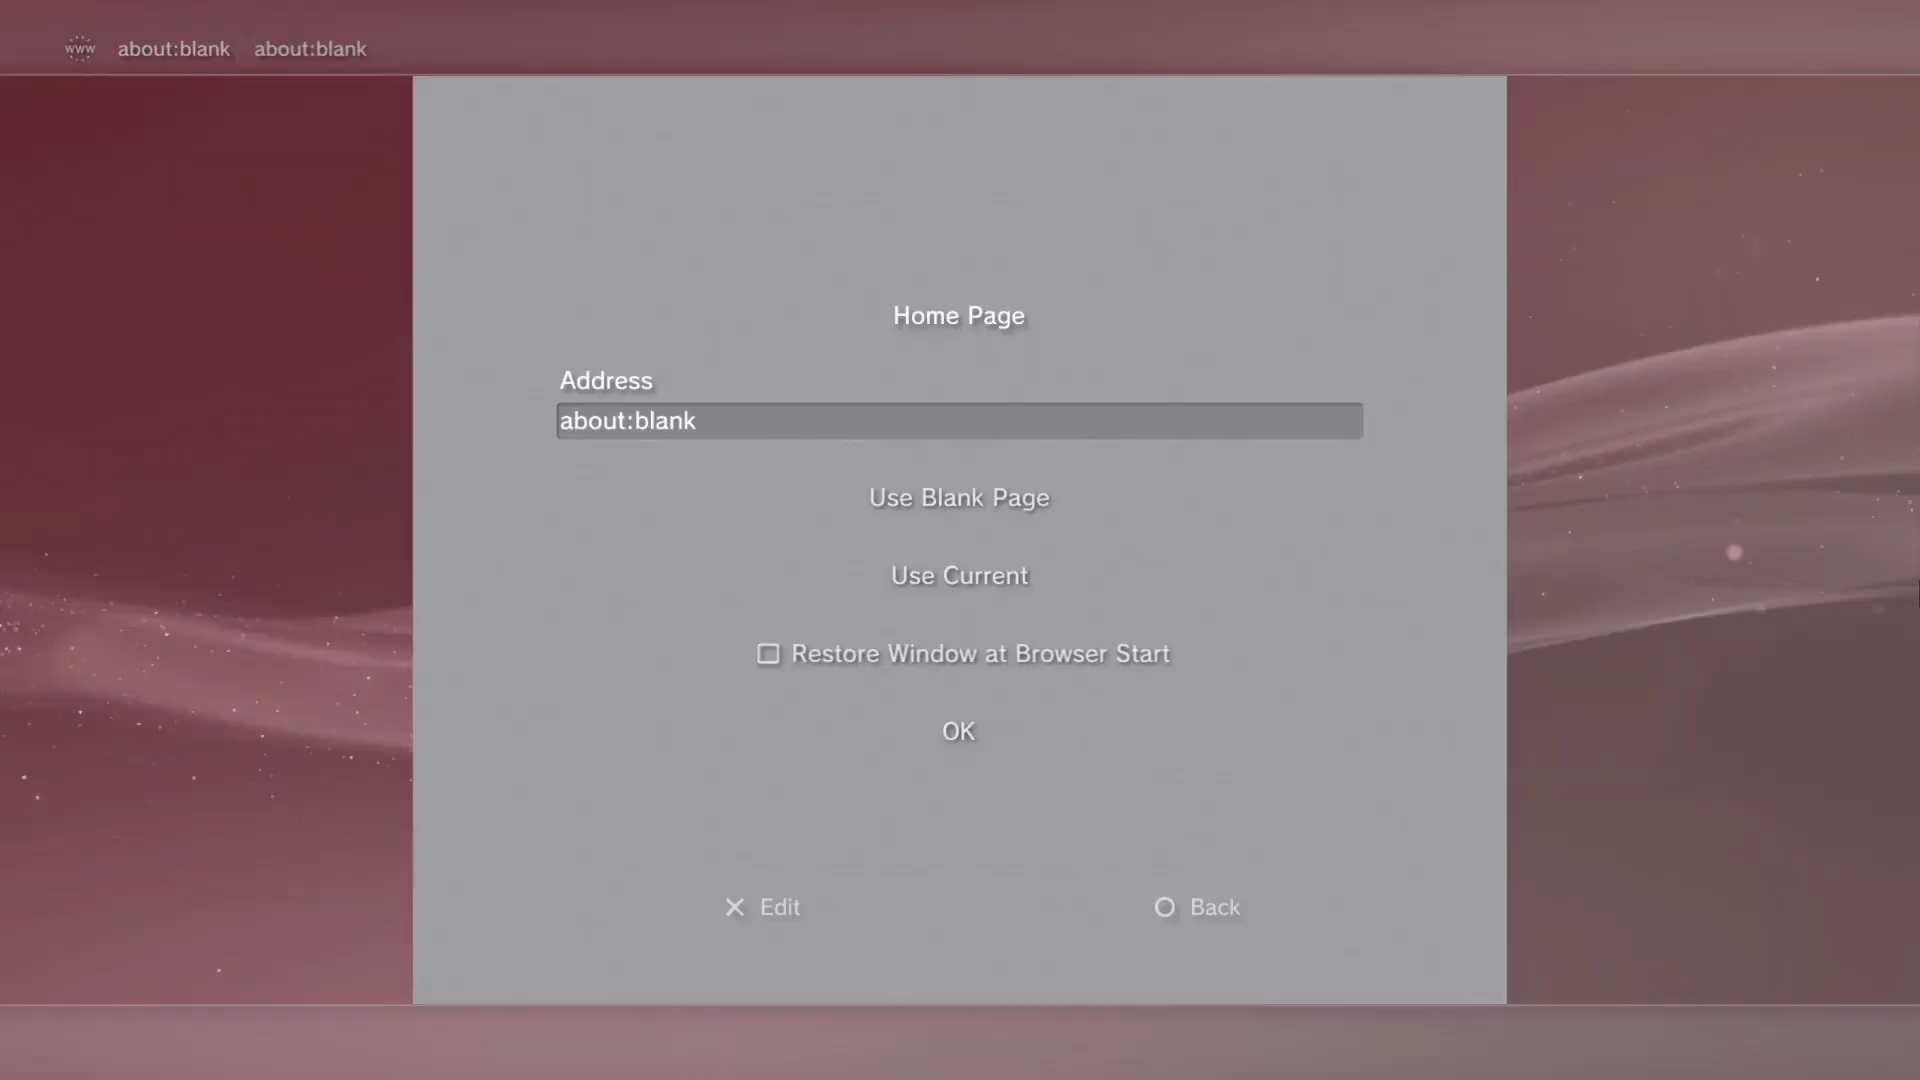 www about:blank about:blank
Home Page
Address
about:blank
Use Blank Page
Use Current
Restore Window at Browser Start
OK
Edit Back